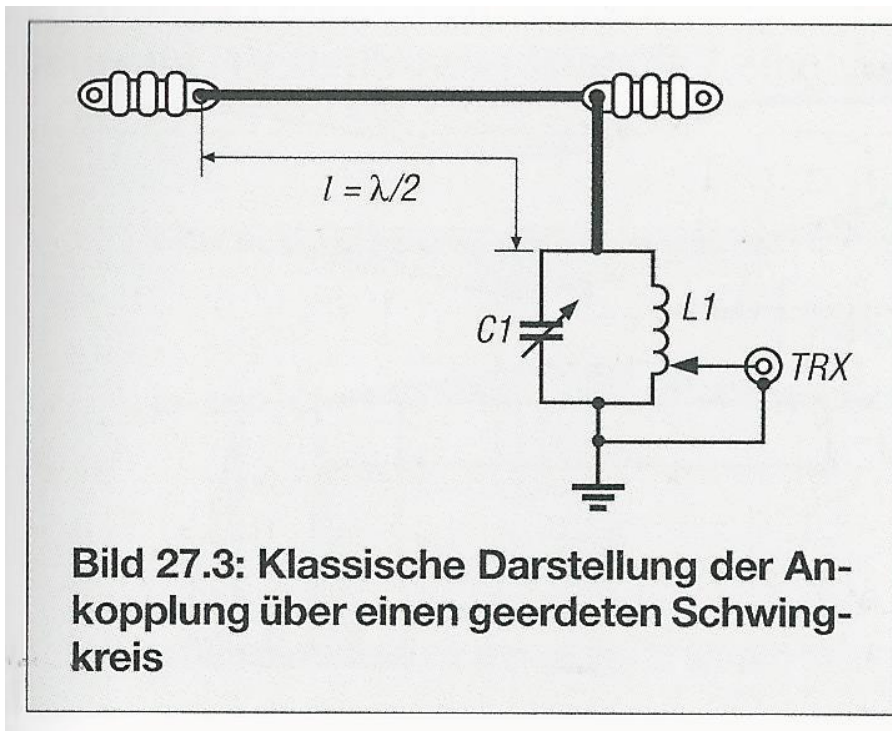 l = λ/2
C1
L1
TRX
Bild 27.3: Klassische Darstellung der An-
kopplung über einen geerdeten Schwing-
kreis